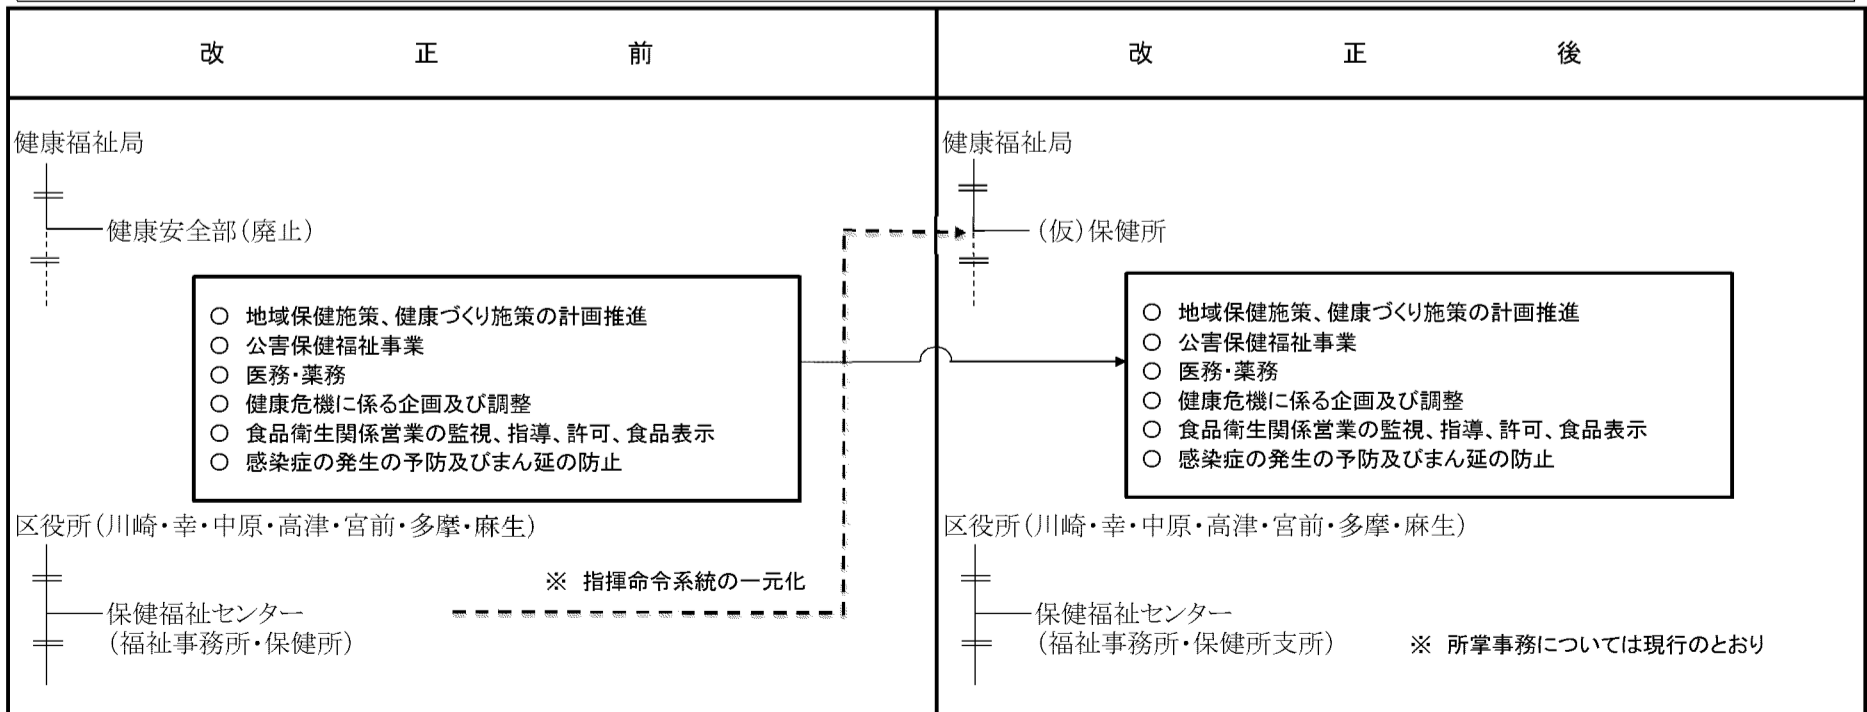 改正前
健康福祉局
健康安全部(廃止)
○ 地域保健施策、健康づくり施策の計画推進
○ 公害保健福祉事業
○ 医務・薬務
○ 健康危機に係る企画及び調整
○ 食品衛生関係営業の監視、指導、許可、食品表示
○ 感染症の発生の予防及びまん延の防止
区役所(川崎・幸・中原・高津・宮前・多摩・麻生)
※ 指揮命令系統の一元化
保健福祉センター
(福祉事務所・保健所)
改正後
健康福祉局
(仮)保健所
○ 地域保健施策、健康づくり施策の計画推進
○ 公害保健福祉事業
○ 医務・薬務
○ 健康危機に係る企画及び調整
○ 食品衛生関係営業の監視、指導、許可、食品表示
○ 感染症の発生の予防及びまん延の防止
区役所(川崎・幸・中原・高津・宮前・多摩・麻生)
保健福祉センター
(福祉事務所・保健所支所)
※ 所掌事務については現行のとおり